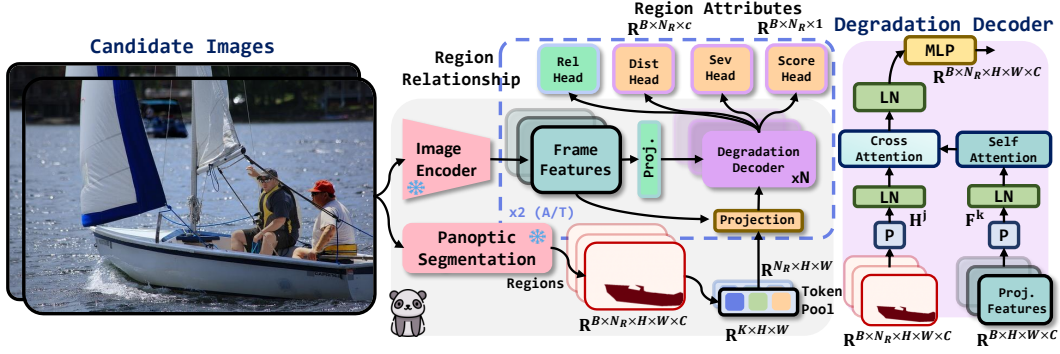 Candidate Images
Region
Relationship
Region Attributes
R^{B×N_R×c}
R^{B×N_R×1}
Rel
Head
Dist
Head
Sev
Head
Score
Head
Image
Encoder
Frame
Features
Proj.
Degradation
Decoder
xN
x2 (A/T)
Projection
Panoptic
Segmentation
Regions
R^{B×N_R×H×W×C}
R^{N_R×H×W}
Token
Pool
R^{K×H×W}
Degradation Decoder
MLP
R^{B×N_R×H×W×C}
LN
Cross
Attention
Self
Attention
LN
LN
H^j
F^k
P
P
Proj.
Features
R^{B×N_R×H×W×C}
R^{B×H×W×C}